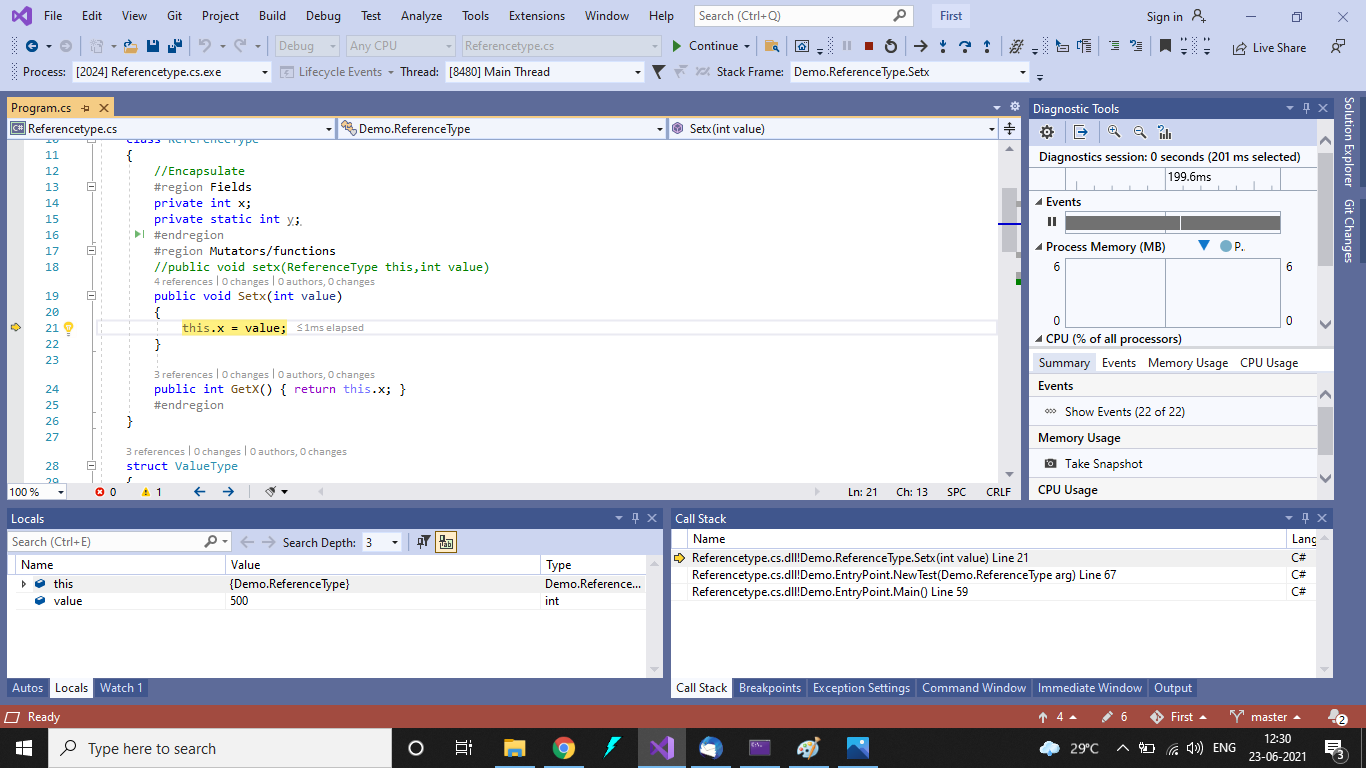 File Edit View Git Project Build Debug Test Analyze Tools Extensions Window Help Search (Ctrl+Q) First Sign in
Debug Any CPU Referencetype.cs Continue Live Share
Process: [2024] Referencetype.cs.exe Lifecycle Events Thread: [8480] Main Thread Stack Frame: Demo.ReferenceType.Setx
Program.cs
Referencetype.cs Demo.ReferenceType Setx(int value)
10 class ReferenceType
11 {
12 //Encapsulate
13 #region Fields
14 private int x;
15 private static int y;
16 #endregion
17 #region Mutators/functions
18 //public void setx(ReferenceType this,int value)
4 references | 0 changes | 0 authors, 0 changes
19 public void Setx(int value)
20 {
21 this.x = value; ≤ 1ms elapsed
22 }
23
3 references | 0 changes | 0 authors, 0 changes
24 public int GetX() { return this.x; }
25 #endregion
26 }
27
3 references | 0 changes | 0 authors, 0 changes
28 struct ValueType
29 {
100 % 0 1 Ln: 21 Ch: 13 SPC CRLF
Diagnostic Tools
Diagnostics session: 0 seconds (201 ms selected)
199.6ms
Events
Process Memory (MB) P..
6 6
0 0
CPU (% of all processors)
Summary Events Memory Usage CPU Usage
Events
Show Events (22 of 22)
Memory Usage
Take Snapshot
CPU Usage
Solution Explorer
Git Changes
Locals
Search (Ctrl+E) Search Depth: 3
Name Value Type
this {Demo.ReferenceType} Demo.Reference...
value 500 int
Autos Locals Watch 1
Call Stack
Name Lang
Referencetype.cs.dll!Demo.ReferenceType.Setx(int value) Line 21 C#
Referencetype.cs.dll!Demo.EntryPoint.NewTest(Demo.ReferenceType arg) Line 67 C#
Referencetype.cs.dll!Demo.EntryPoint.Main() Line 59 C#
Call Stack Breakpoints Exception Settings Command Window Immediate Window Output
Ready 4 6 First master 2
Type here to search 29°C ENG 12:30
23-06-2021 3